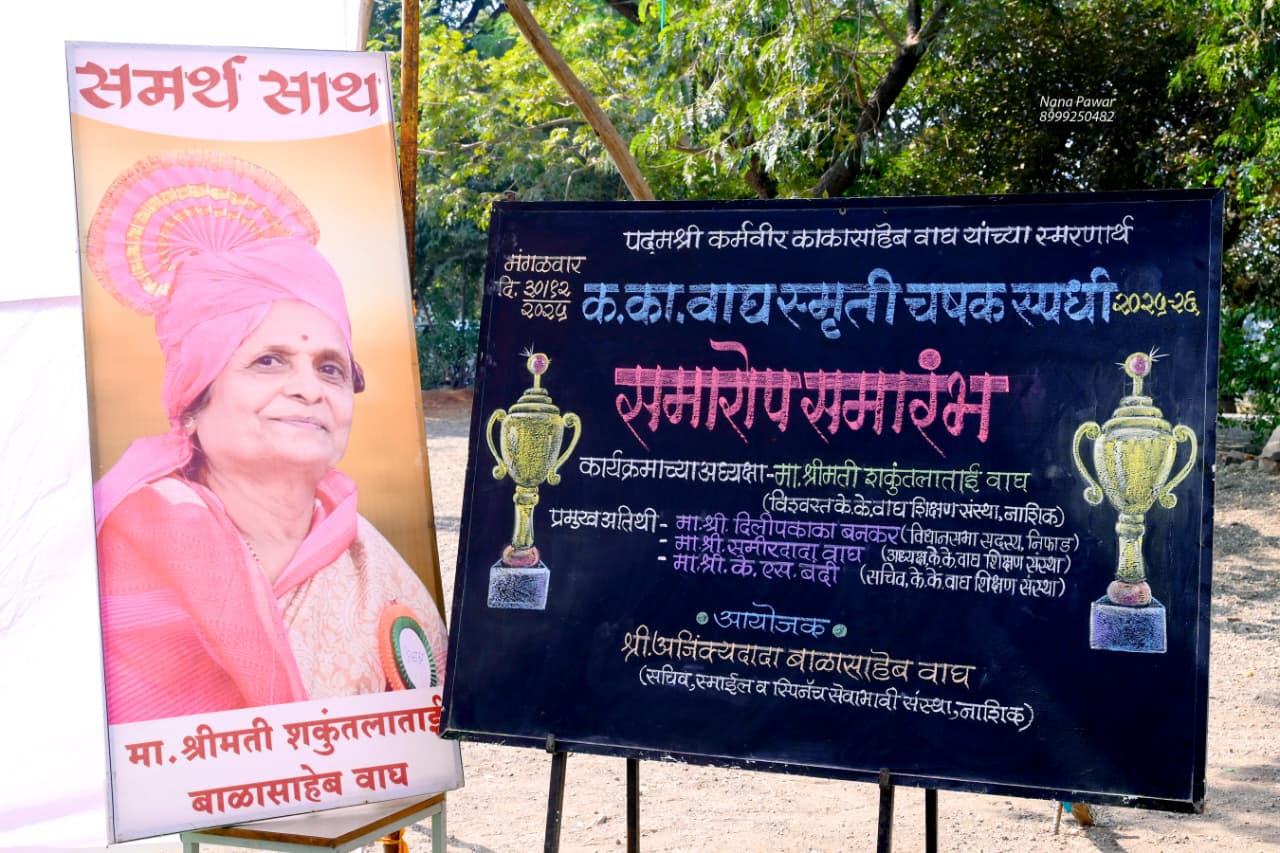 समर्थ साथ
मा. श्रीमती शकुंतलाताई
बाळासाहेब वाघ
Nana Pawar
8999250482
पद्मश्री कर्मवीर काकासाहेब वाघ यांच्या स्मरणार्थ
मंगळवार
दि. ३०/१२
२०२५
क.का.वाघ स्मृती चषक स्पर्धा २०२५-२६
समारोप समारंभ
कार्यक्रमाच्या अध्यक्षा - मा. श्रीमती शकुंतलाताई वाघ
(विश्वस्त के.के. वाघ शिक्षण संस्था, नाशिक)
प्रमुख अतिथी - मा. श्री. दिलीपकाका बनकर (विधानसभा सदस्य, निफाड)
- मा. श्री. समीरदादा वाघ (अध्यक्ष, के.के. वाघ शिक्षण संस्था)
- मा. श्री. के. एस. बंदी (सचिव, के.के. वाघ शिक्षण संस्था)
• आयोजक •
श्री. अजिंक्यदादा बाळासाहेब वाघ
(सचिव, स्माईल व स्पिनॅच सेवाभावी संस्था, नाशिक)